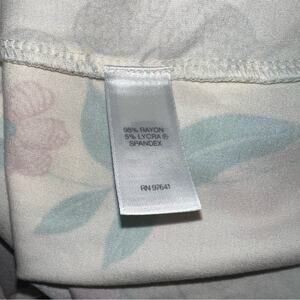 95% RAYON
5% LYCRA ®
SPANDEX
RN 97641